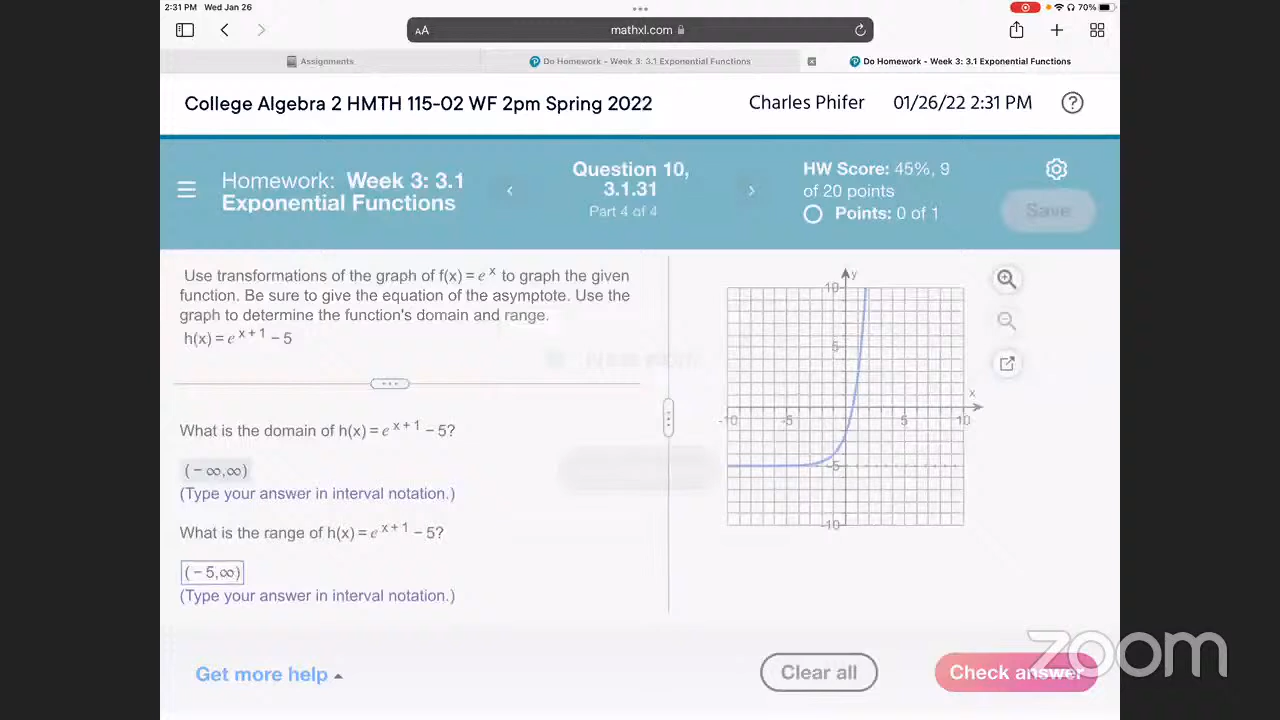 2:31 PM Wed Jan 26
70%
AA
mathxl.com
Assignments
Do Homework - Week 3: 3.1 Exponential Functions
Do Homework - Week 3: 3.1 Exponential Functions
College Algebra 2 HMTH 115-02 WF 2pm Spring 2022
Charles Phifer
01/26/22 2:31 PM
?
Homework: Week 3: 3.1
Exponential Functions
Question 10,
3.1.31
Part 4 of 4
HW Score: 45%, 9
of 20 points
Points: 0 of 1
Save
Use transformations of the graph of f(x) = e^x to graph the given
function. Be sure to give the equation of the asymptote. Use the
graph to determine the function's domain and range.
h(x) = e^(x+1) − 5
What is the domain of h(x) = e^(x+1) − 5?
(−∞,∞)
(Type your answer in interval notation.)
What is the range of h(x) = e^(x+1) − 5?
(−5,∞)
(Type your answer in interval notation.)
y
10
5
x
-10 -5 5 10
-5
-10
Get more help
Clear all
Check answer
zoom